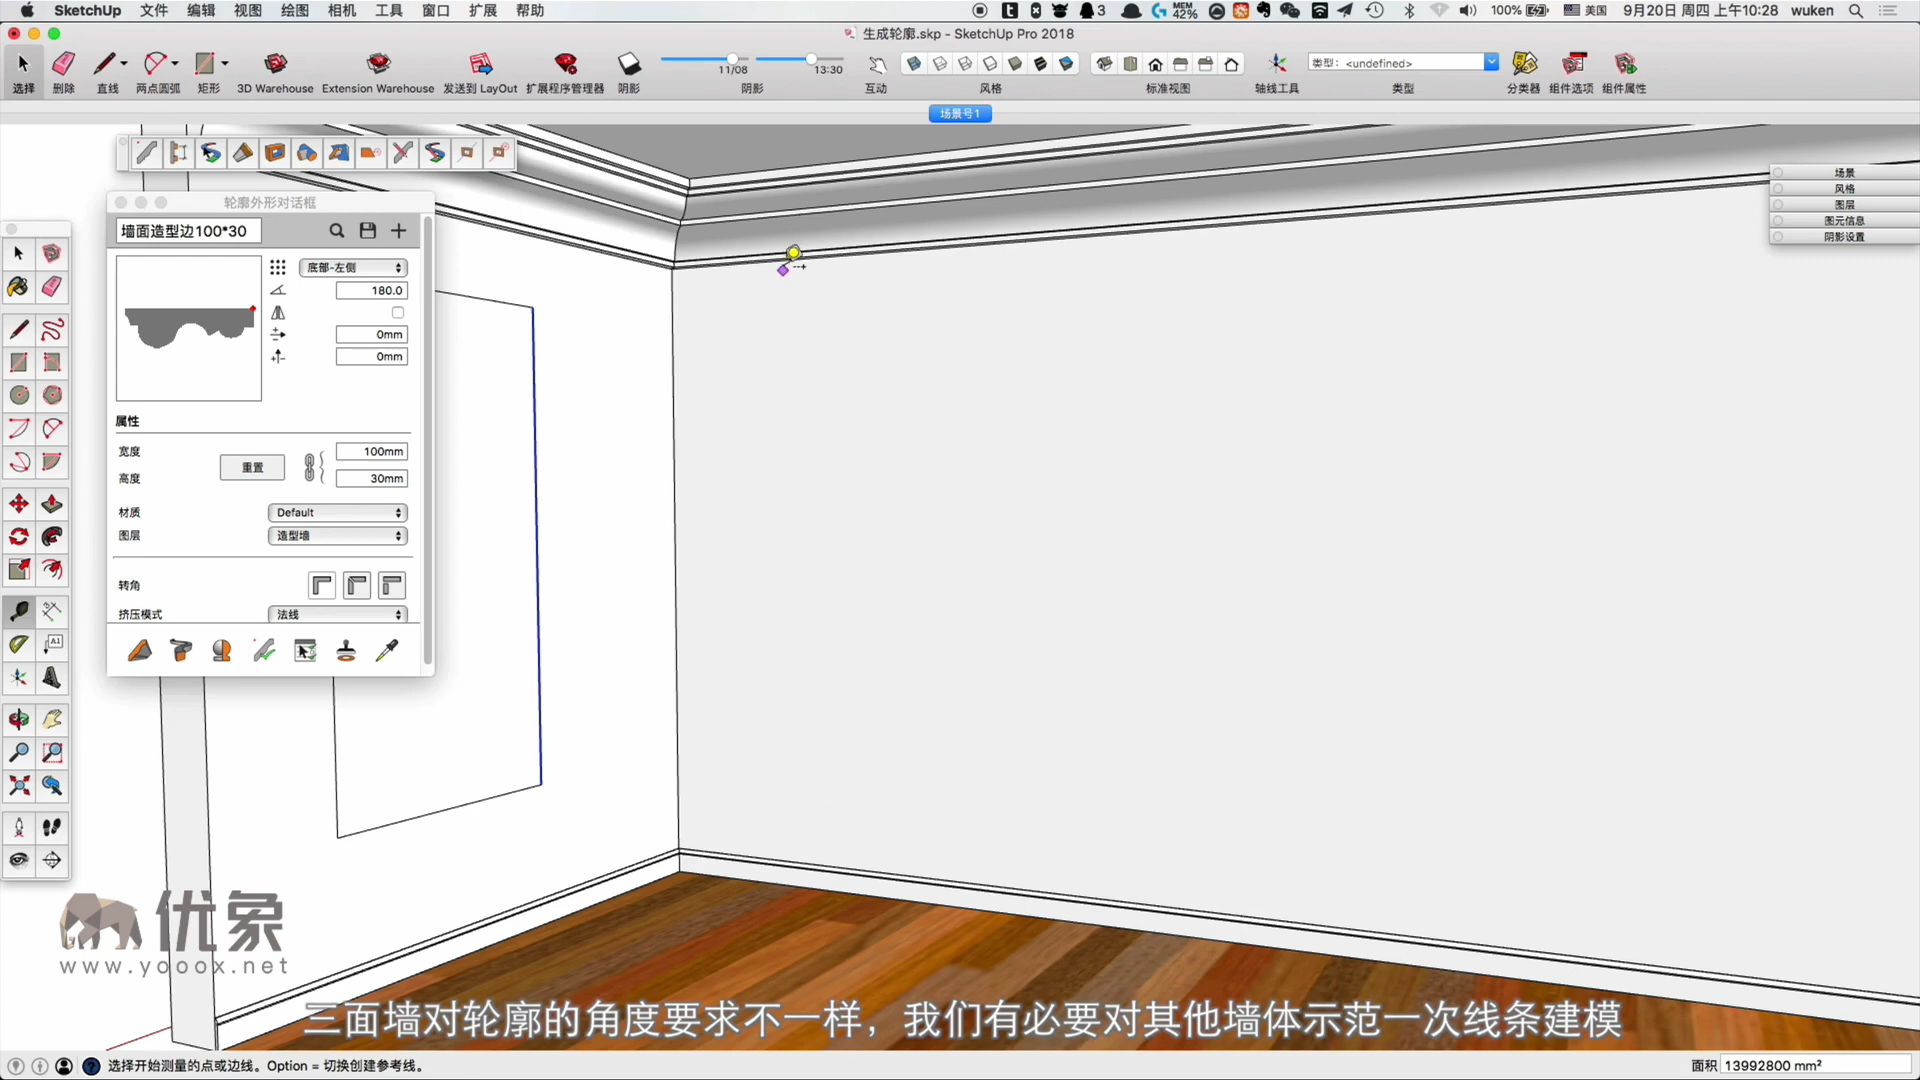 SketchUp 文件 编辑 视图 绘图 相机 工具 窗口 扩展 帮助
3 MEM 42% 100% 美国 9月20日 周四 上午10:28 wuken
生成轮廓.skp - SketchUp Pro 2018
11/08 13:30 类型: <undefined>
选择 删除 直线 两点圆弧 矩形 3D Warehouse Extension Warehouse 发送到 LayOut 扩展程序管理器 阴影 阴影 互动 风格 标准视图 轴线工具 类型 分类器 组件选项 组件属性
场景号1
场景
风格
图层
图元信息
阴影设置
轮廓外形对话框
墙面造型边100*30
底部-左侧
180.0
0mm
0mm
属性
宽度 100mm
重置
高度 30mm
材质 Default
图层 造型墙
转角
挤压模式 法线
A1
优象
www.yooox.net
三面墙对轮廓的角度要求不一样，我们有必要对其他墙体示范一次线条建模
选择开始测量的点或边线。Option = 切换创建参考线。
面积 13992800 mm²